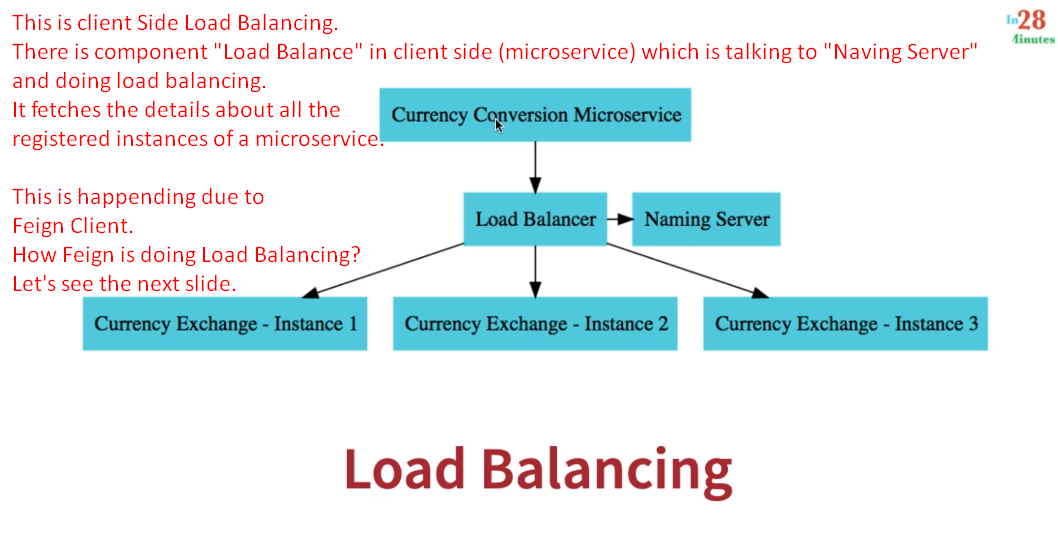 This is client Side Load Balancing.
There is component "Load Balance" in client side (microservice) which is talking to "Naving Server"
and doing load balancing.
It fetches the details about all the
registered instances of a microservice.
This is happending due to
Feign Client.
How Feign is doing Load Balancing?
Let's see the next slide.
In28
Minutes
Currency Conversion Microservice
Load Balancer
Naming Server
Currency Exchange - Instance 1
Currency Exchange - Instance 2
Currency Exchange - Instance 3
Load Balancing